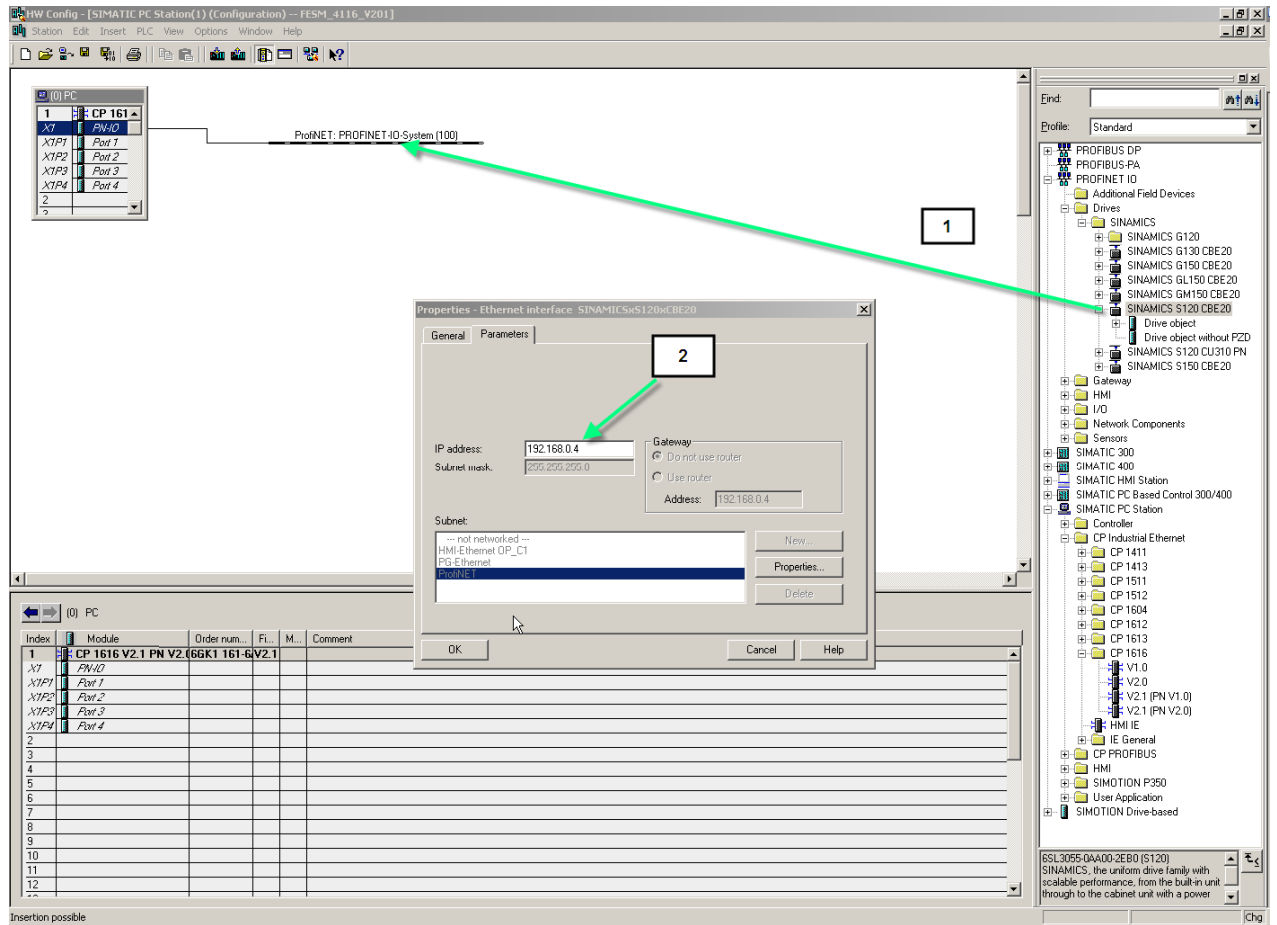 HW Config - [SIMATIC PC Station(1) (Configuration) -- FESM_4116_V201]
Station Edit Insert PLC View Options Window Help
(0) PC
1 CP 161
X1 PN-IO
X1P1 Port 1
X1P2 Port 2
X1P3 Port 3
X1P4 Port 4
2
3
ProfiNET: PROFINET-IO-System (100)
1
Properties - Ethernet interface SINAMICSxS120xCBE20
General Parameters
2
IP address: 192.168.0.4
Subnet mask: 255.255.255.0
Gateway
Do not use router
Use router
Address: 192.168.0.4
Subnet:
--- not networked ---
HMI-Ethernet OP_C1
PG-Ethernet
ProfiNET
New...
Properties...
Delete
OK Cancel Help
Find:
Profile: Standard
PROFIBUS DP
PROFIBUS-PA
PROFINET IO
Additional Field Devices
Drives
SINAMICS
SINAMICS G120
SINAMICS G130 CBE20
SINAMICS G150 CBE20
SINAMICS GL150 CBE20
SINAMICS GM150 CBE20
SINAMICS S120 CBE20
Drive object
Drive object without PZD
SINAMICS S120 CU310 PN
SINAMICS S150 CBE20
Gateway
HMI
I/O
Network Components
Sensors
SIMATIC 300
SIMATIC 400
SIMATIC HMI Station
SIMATIC PC Based Control 300/400
SIMATIC PC Station
Controller
CP Industrial Ethernet
CP 1411
CP 1413
CP 1511
CP 1512
CP 1604
CP 1612
CP 1613
CP 1616
V1.0
V2.0
V2.1 (PN V1.0)
V2.1 (PN V2.0)
HMI IE
IE General
CP PROFIBUS
HMI
SIMOTION P350
User Application
SIMOTION Drive-based
6SL3055-0AA00-2EB0 (S120)
SINAMICS, the uniform drive family with
scalable performance, from the built-in unit
through to the cabinet unit with a power
(0) PC
Index Module Order num... Fi... M... Comment
1 CP 1616 V2.1 PN V2.0 6GK1 161-6 V2.1
X1 PN-IO
X1P1 Port 1
X1P2 Port 2
X1P3 Port 3
X1P4 Port 4
2
3
4
5
6
7
8
9
10
11
12
Insertion possible
Chg